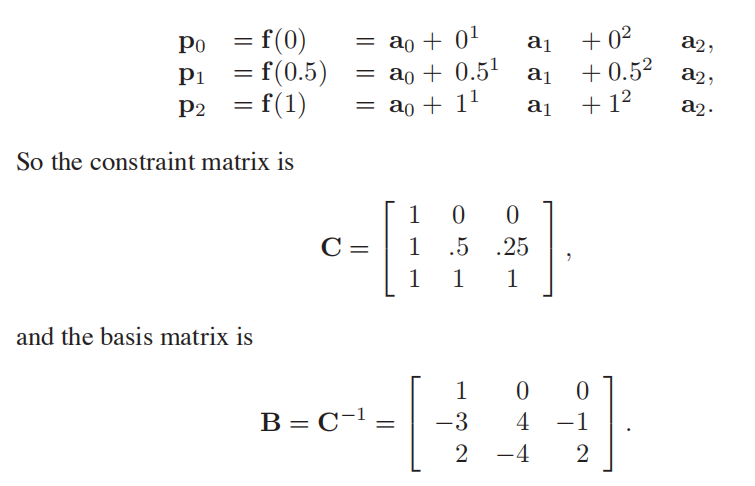 p₀ = f(0) = a₀ + 0¹ a₁ + 0² a₂,
p₁ = f(0.5) = a₀ + 0.5¹ a₁ + 0.5² a₂,
p₂ = f(1) = a₀ + 1¹ a₁ + 1² a₂.
So the constraint matrix is
1 0 0
C = [ 1 .5 .25 ] ,
1 1 1
and the basis matrix is
1 0 0
B = C⁻¹ = [ −3 4 −1 ] .
2 −4 2